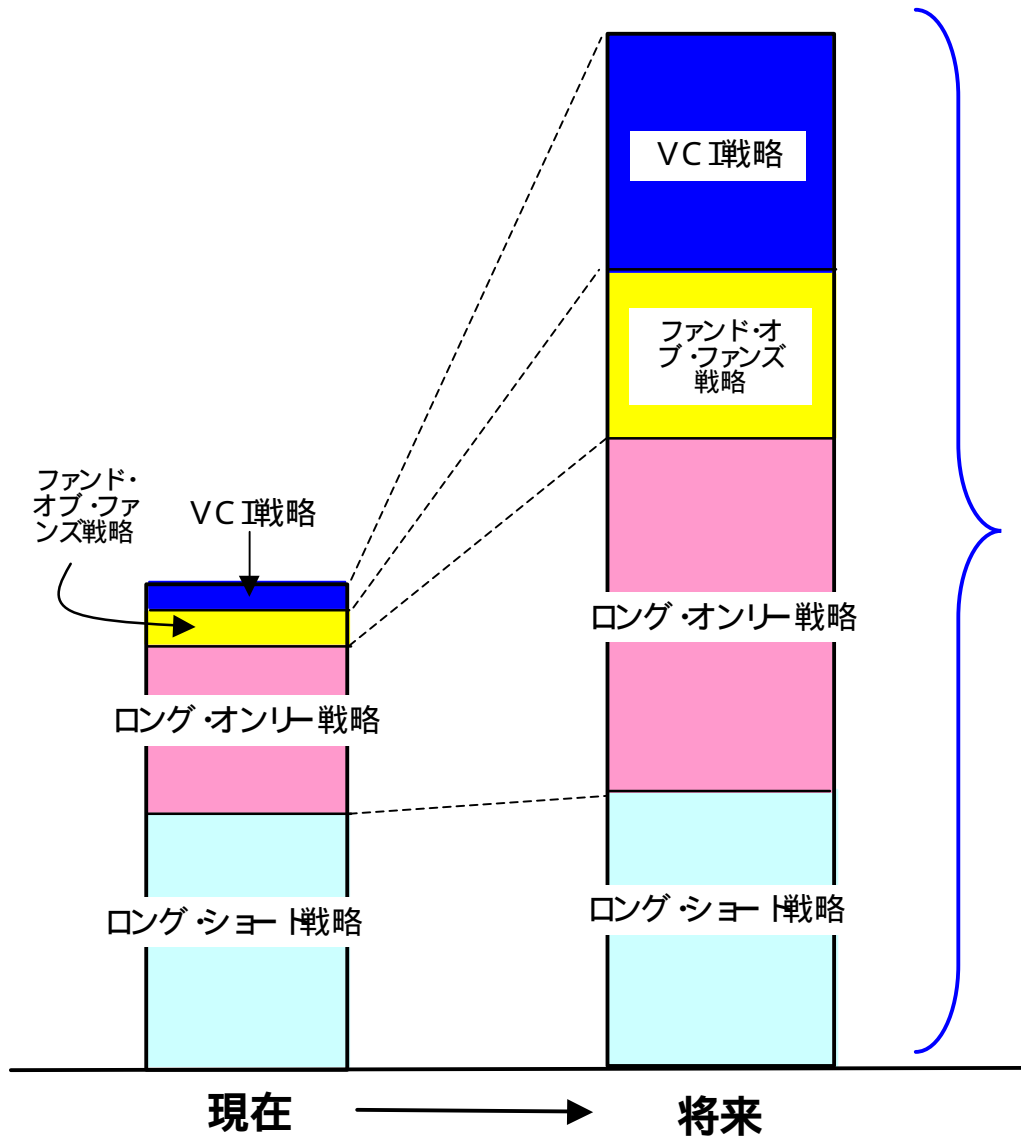 VCI戦略
ファンド・オ
ブ・ファンズ
戦略
ファンド・
オブ・ファ
ンズ戦略
VCI戦略
ロング・オンリー戦略
ロング・オンリー戦略
ロング・ショート戦略
ロング・ショート戦略
現在
将来